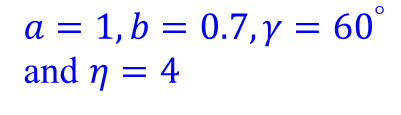 a = 1, b = 0.7, γ = 60°
and η = 4